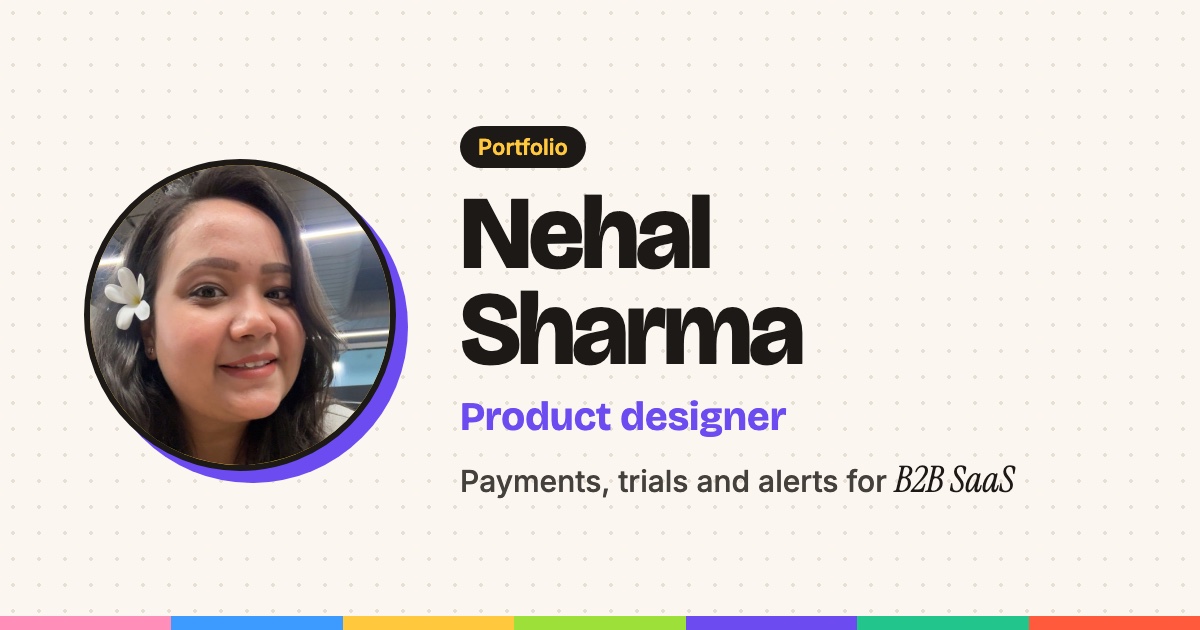 Portfolio
Nehal
Sharma
Product designer
Payments, trials and alerts for B2B SaaS